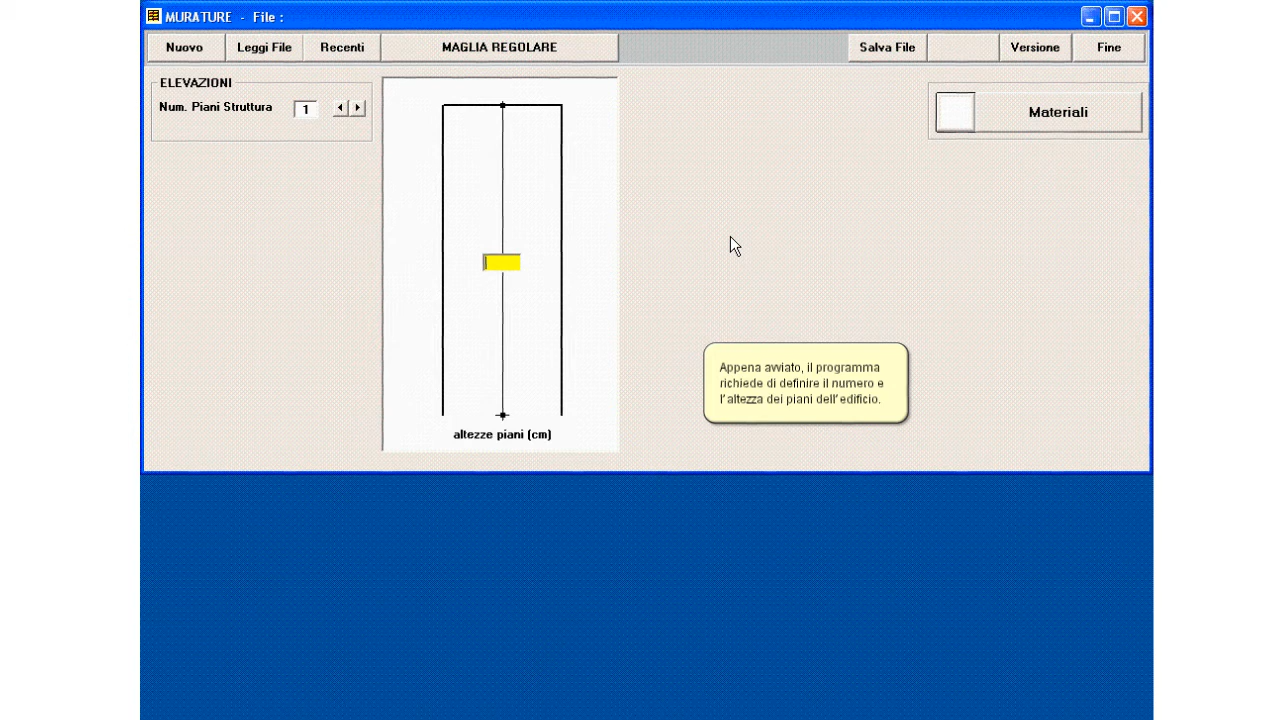 MURATURE - File :
Nuovo
Leggi File
Recenti
MAGLIA REGOLARE
Salva File
Versione
Fine
ELEVAZIONI
Num. Piani Struttura 1
Materiali
Appena avviato, il programma
richiede di definire il numero e
l'altezza dei piani dell'edificio.
altezze piani (cm)